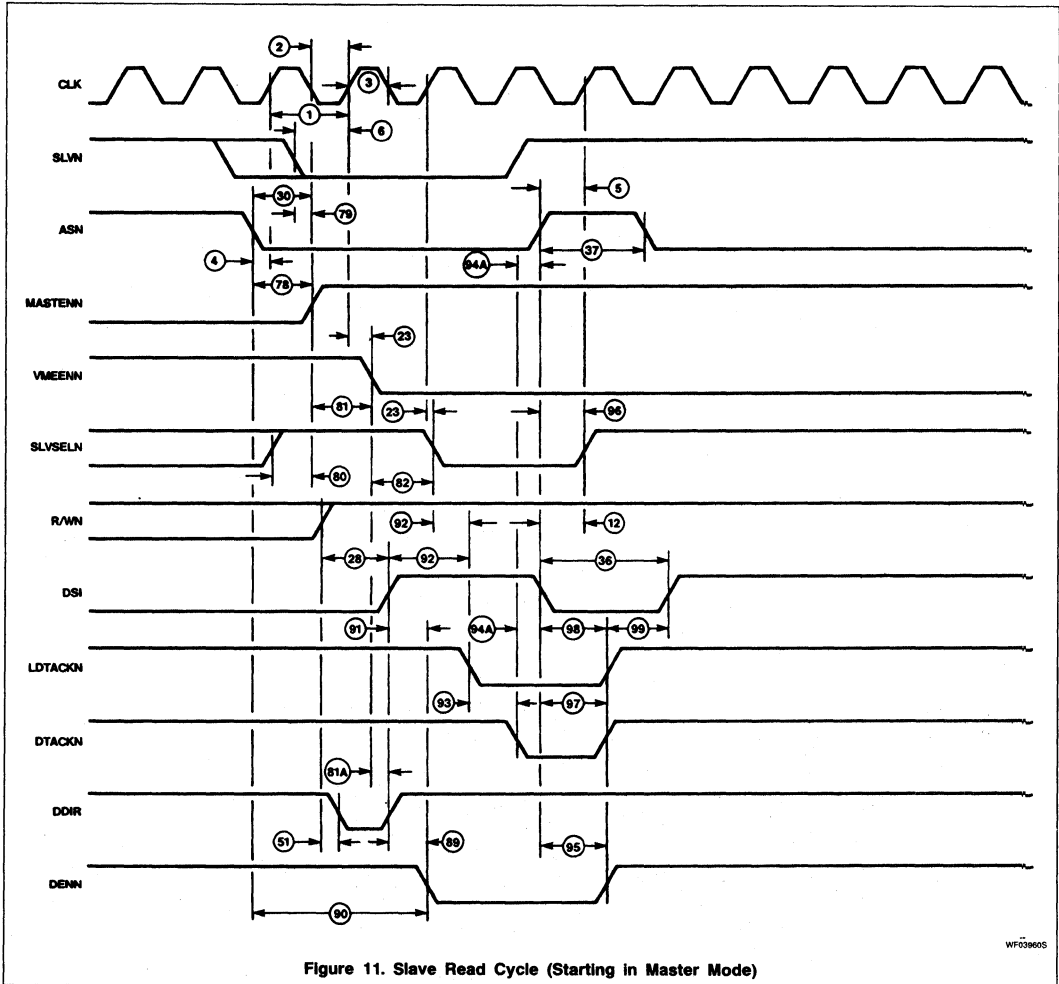 2
CLK
3
1
6
SLVN
30
5
ASN
79
37
4
94A
78
MASTENN
23
VMEENN
81
23
96
SLVSELN
80
82
R/WN
92
12
28
92
36
DSI
91
94A
98
99
LDTACKN
93
97
DTACKN
81A
DDIR
51
89
95
DENN
90
WF03960S
Figure 11. Slave Read Cycle (Starting in Master Mode)